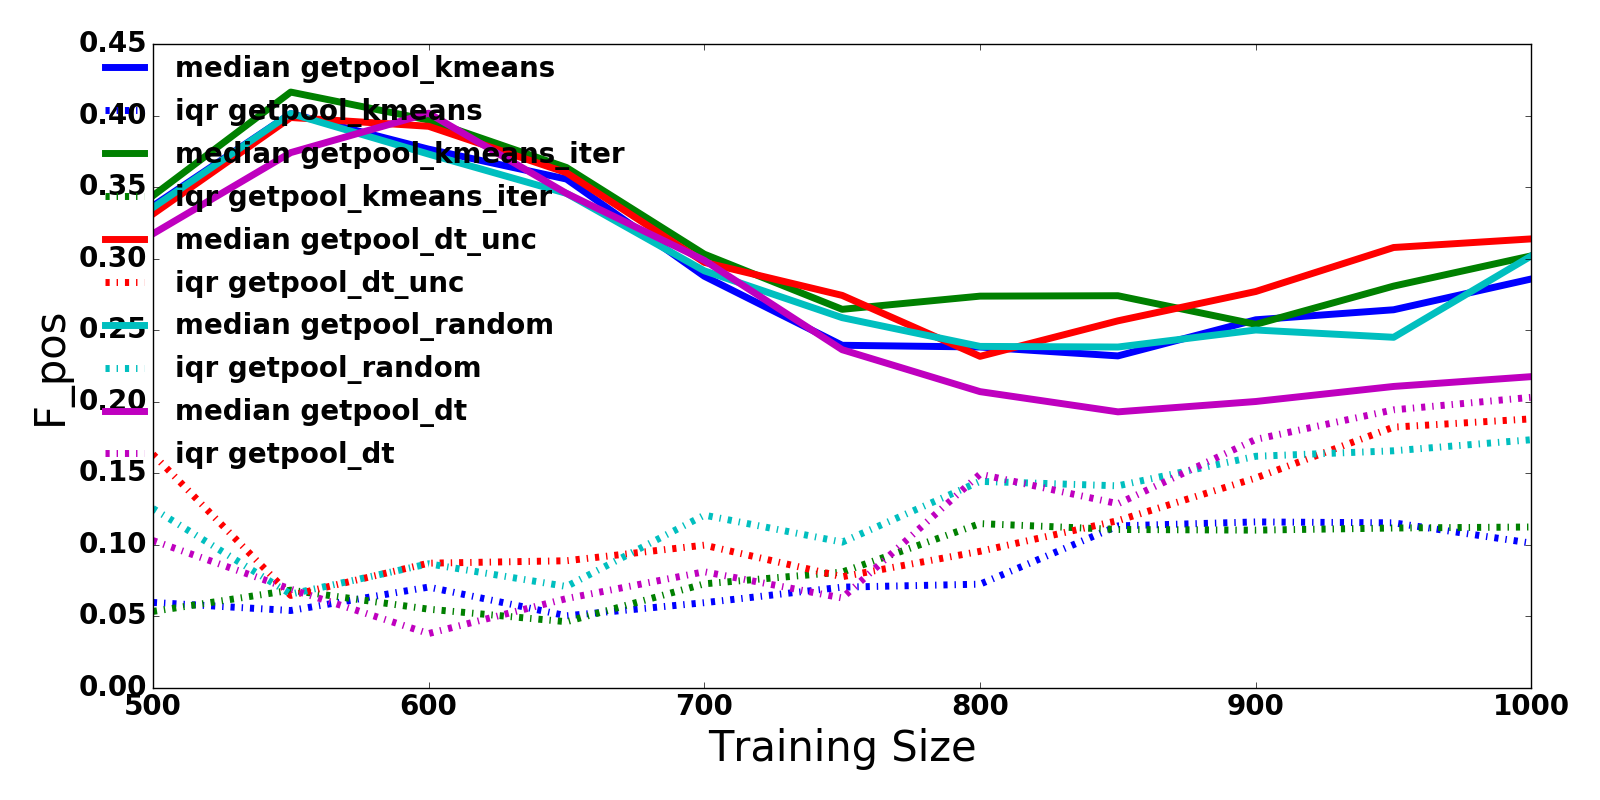 0.45
0.40
0.35
0.30
0.25
0.20
0.15
0.10
0.05
0.00
F_pos
median getpool_kmeans
iqr getpool_kmeans
median getpool_kmeans_iter
iqr getpool_kmeans_iter
median getpool_dt_unc
iqr getpool_dt_unc
median getpool_random
iqr getpool_random
median getpool_dt
iqr getpool_dt
500 600 700 800 900 1000
Training Size